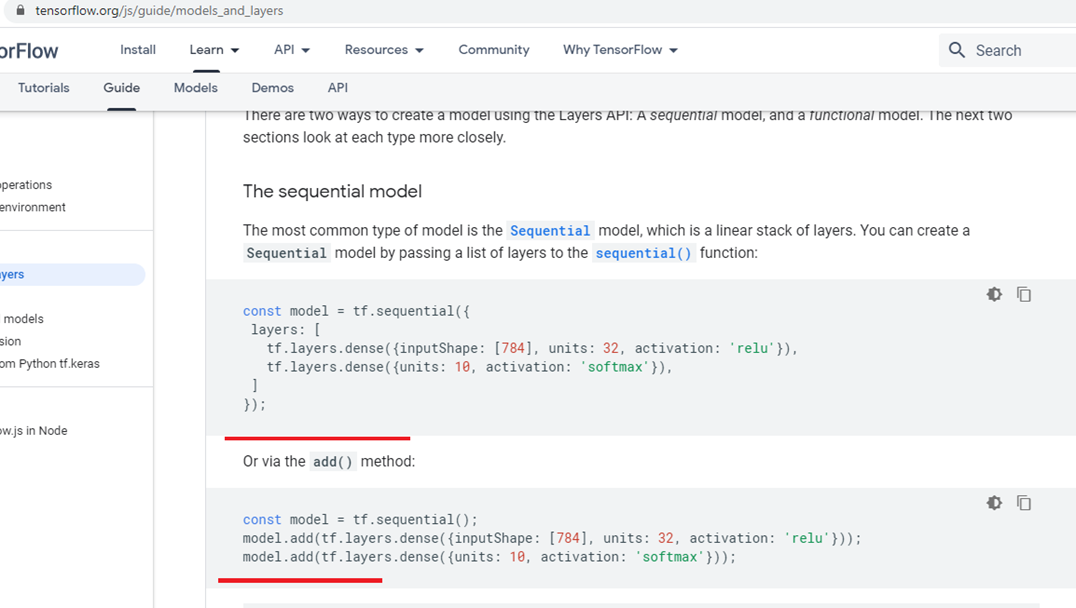 tensorflow.org/js/guide/models_and_layers
orFlow Install Learn API Resources Community Why TensorFlow Search
Tutorials Guide Models Demos API
There are two ways to create a model using the Layers API: A sequential model, and a functional model. The next two
sections look at each type more closely.
operations
environment
ayers
models
sion
om Python tf.keras
ow.js in Node
The sequential model
The most common type of model is the Sequential model, which is a linear stack of layers. You can create a
Sequential model by passing a list of layers to the sequential() function:
const model = tf.sequential({
layers: [
tf.layers.dense({inputShape: [784], units: 32, activation: 'relu'}),
tf.layers.dense({units: 10, activation: 'softmax'}),
]
});
Or via the add() method:
const model = tf.sequential();
model.add(tf.layers.dense({inputShape: [784], units: 32, activation: 'relu'}));
model.add(tf.layers.dense({units: 10, activation: 'softmax'}));